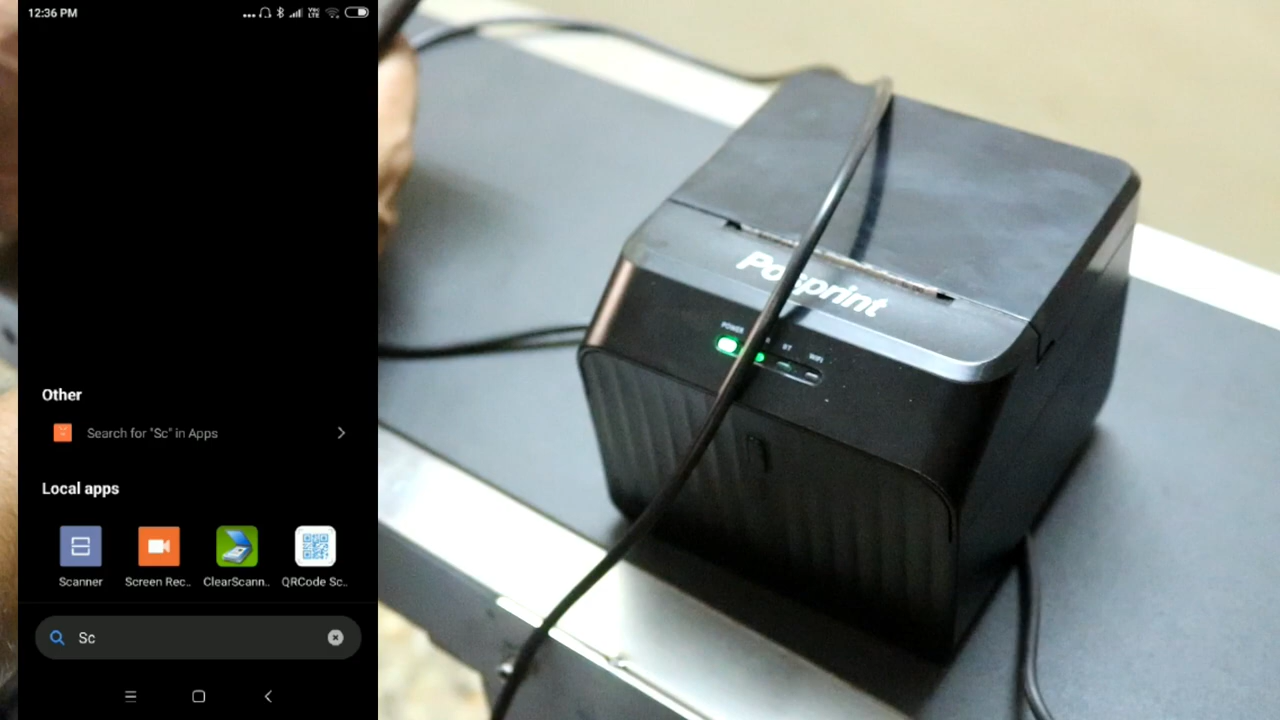 12:36 PM
Other
Search for "Sc" in Apps
Local apps
Scanner
Screen Rec..
ClearScann..
QRCode Sc..
Sc
Posprint
POWER
BT
WiFi